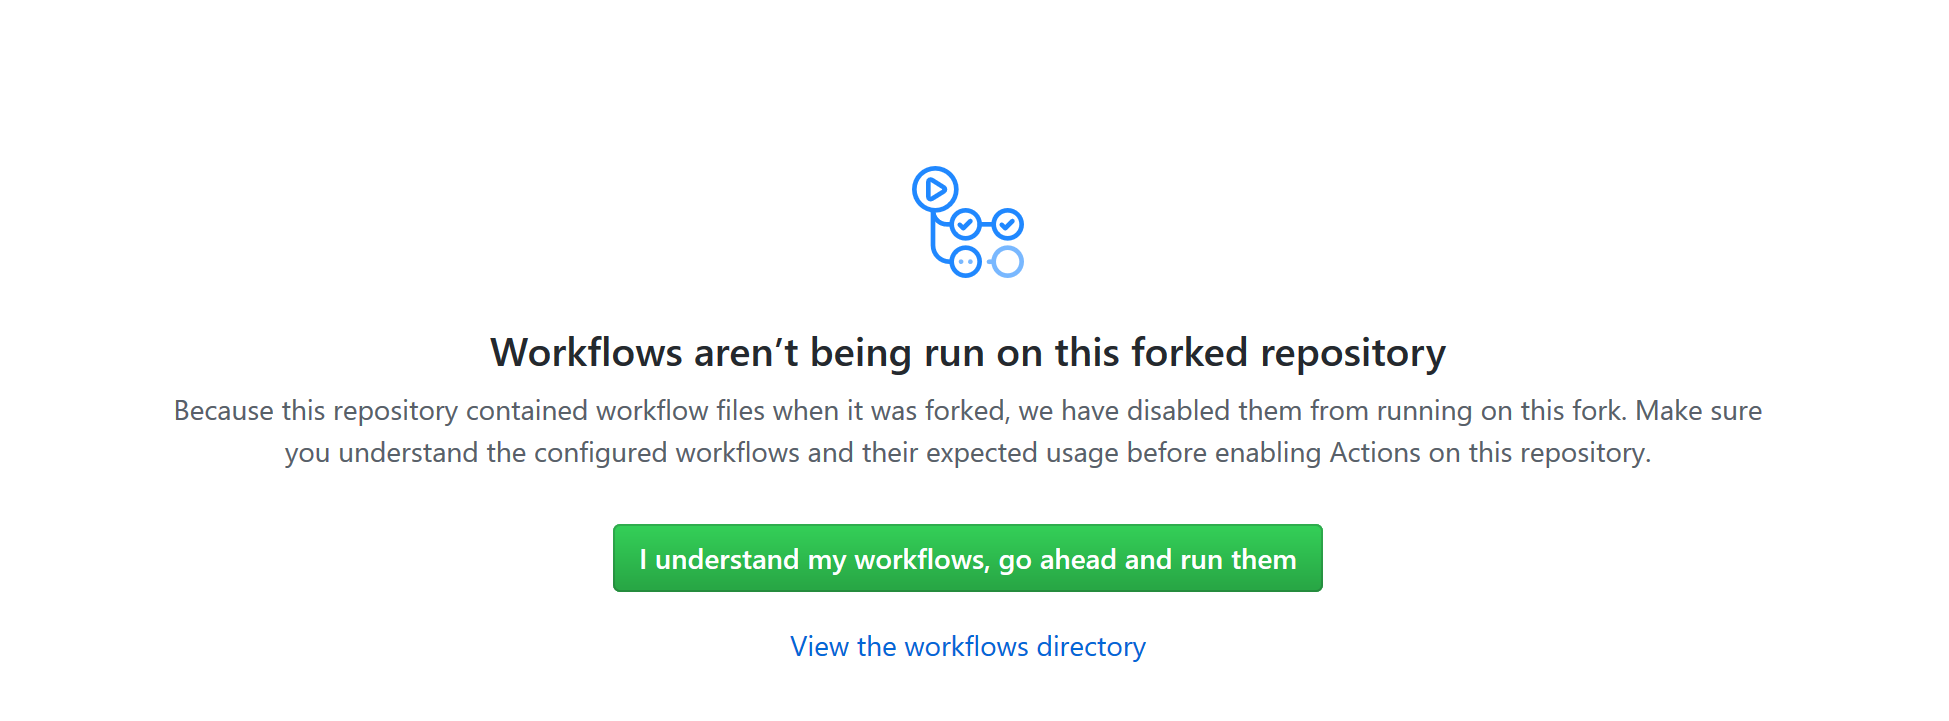 Workflows aren’t being run on this forked repository
Because this repository contained workflow files when it was forked, we have disabled them from running on this fork. Make sure
you understand the configured workflows and their expected usage before enabling Actions on this repository.
I understand my workflows, go ahead and run them
View the workflows directory